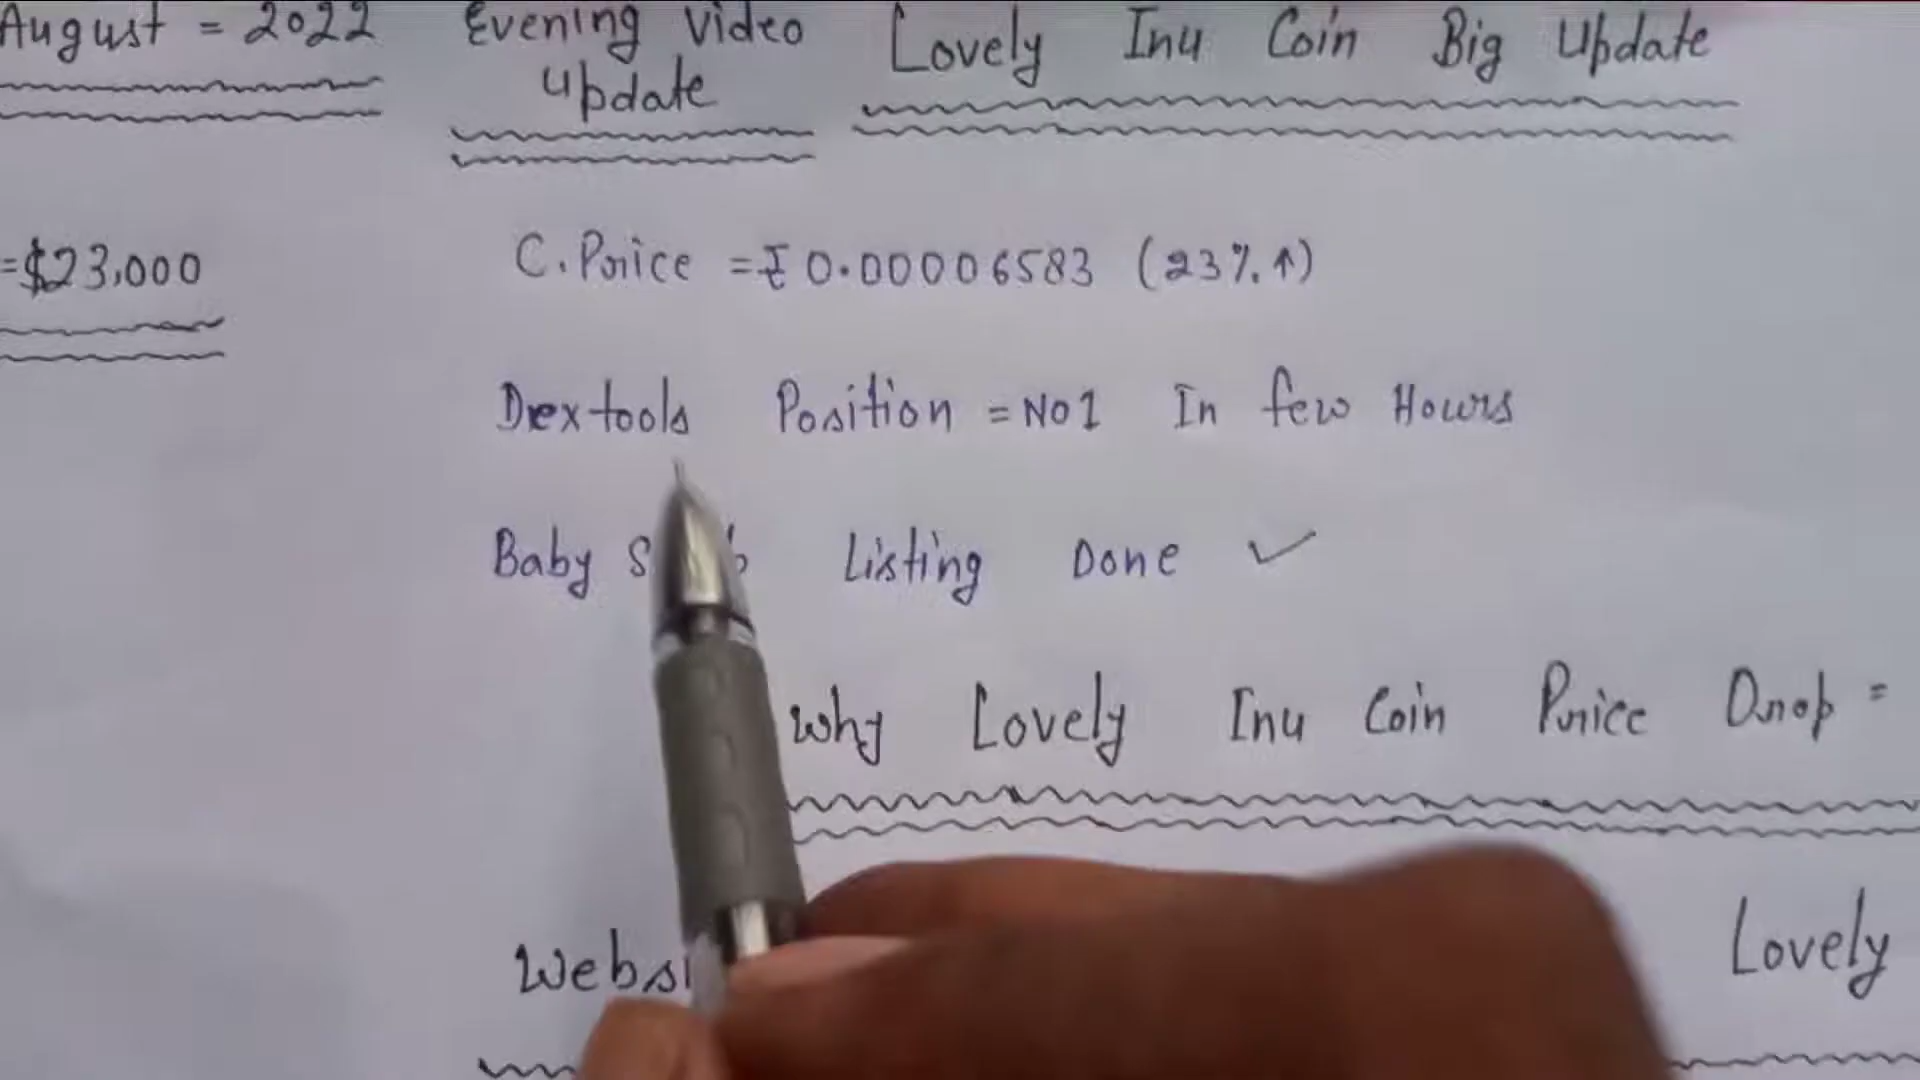 August = 2022 Evening Video Update Lovely Inu Coin Big Update
=$23,000 C.Price = ₹ 0.00006583 (23%↑)
Dextools Position = No1 In few Hours
Baby Listing Done ✓
Why Lovely Inu Coin Price Drop =
Lovely